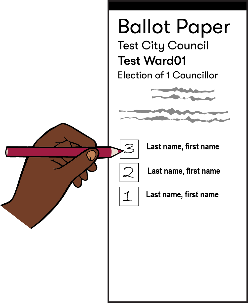 Ballot Paper
Test City Council
Test Ward01
Election of 1 Councillor
3 Last name, first name
2 Last name, first name
1 Last name, first name